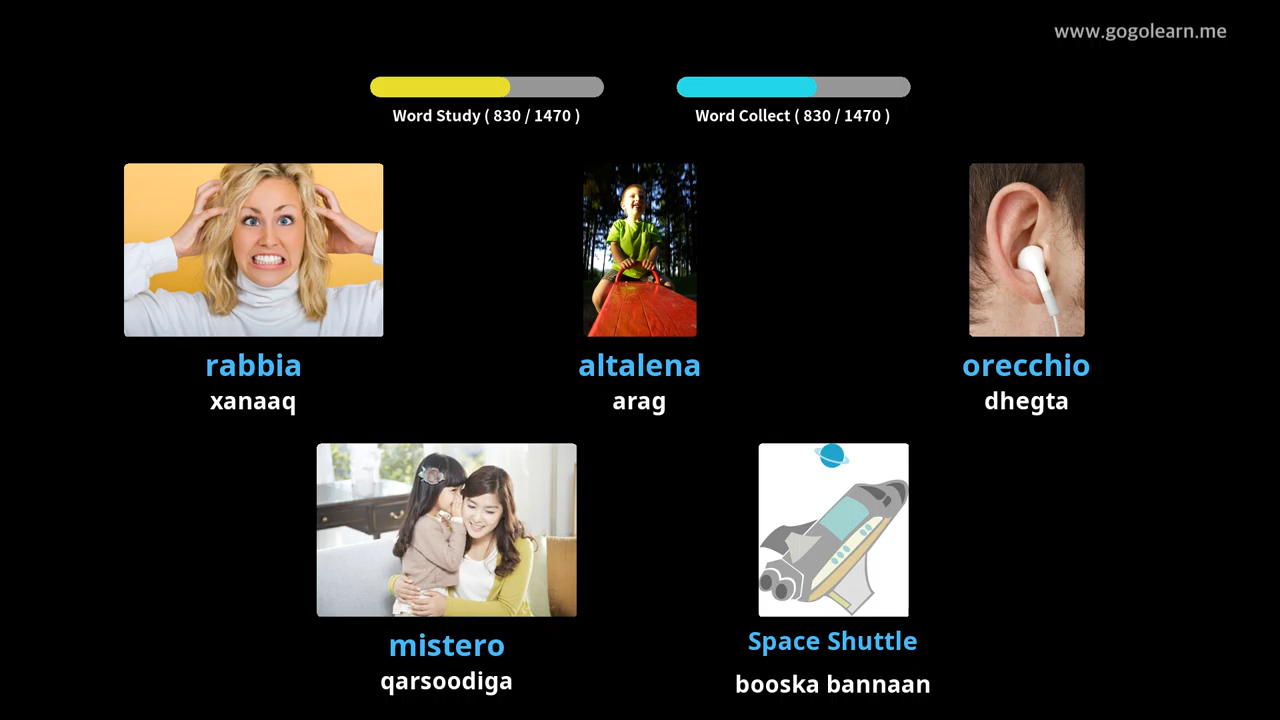 www.gogolearn.me
Word Study ( 830 / 1470 )
Word Collect ( 830 / 1470 )
rabbia
xanaaq
altalena
arag
orecchio
dhegta
mistero
qarsoodiga
Space Shuttle
booska bannaan